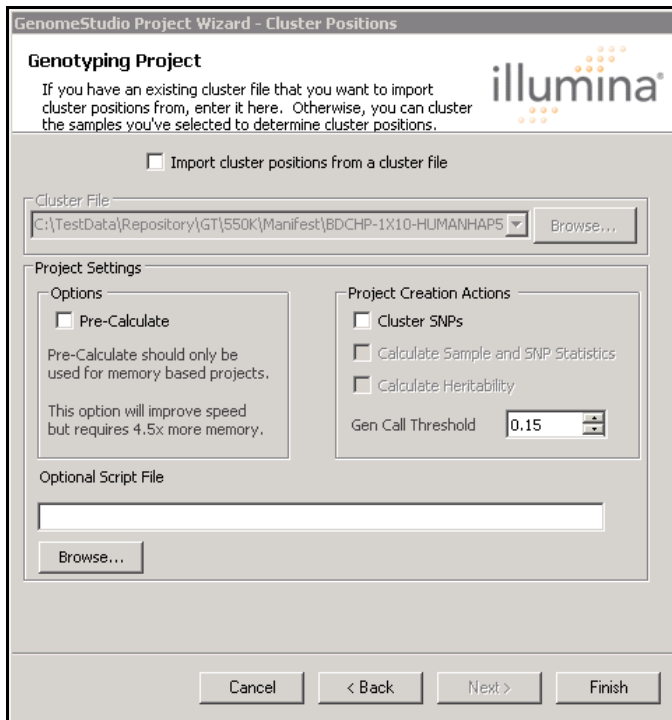 GenomeStudio Project Wizard - Cluster Positions
Genotyping Project
If you have an existing cluster file that you want to import
cluster positions from, enter it here. Otherwise, you can cluster
the samples you've selected to determine cluster positions.
illumina®
Import cluster positions from a cluster file
Cluster File
C:\TestData\Repository\GT\550K\Manifest\BDCHP-1X10-HUMANHAP5
Browse...
Project Settings
Options
Pre-Calculate
Pre-Calculate should only be
used for memory based projects.
This option will improve speed
but requires 4.5x more memory.
Project Creation Actions
Cluster SNPs
Calculate Sample and SNP Statistics
Calculate Heritability
Gen Call Threshold 0.15
Optional Script File
Browse...
Cancel < Back Next > Finish